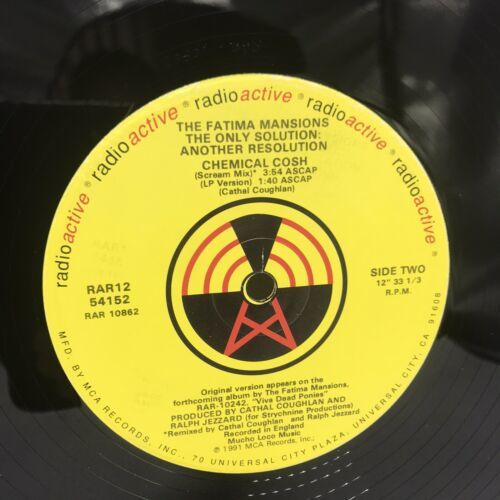 radioactive ® radioactive ® radioactive ® radioactive ® radioactive
THE FATIMA MANSIONS
THE ONLY SOLUTION:
ANOTHER RESOLUTION
CHEMICAL COSH
(Scream Mix)* 3:54 ASCAP
(LP Version) 1:40 ASCAP
(Cathal Coughlan)
RAR12
54152
RAR 10862
SIDE TWO
12" 33 1/3
R.P.M.
Original version appears on the
forthcoming album by The Fatima Mansions,
RAR-10242, "Viva Dead Ponies"
PRODUCED BY CATHAL COUGHLAN AND
RALPH JEZZARD (for Strychnine Productions)
*Remixed by Cathal Coughlan and Ralph Jezzard
Recorded in England
Mucho Loco Music
℗ 1991 MCA Records, Inc.
MFD. BY MCA RECORDS, INC., 70 UNIVERSAL CITY PLAZA, UNIVERSAL CITY, CA. 91608